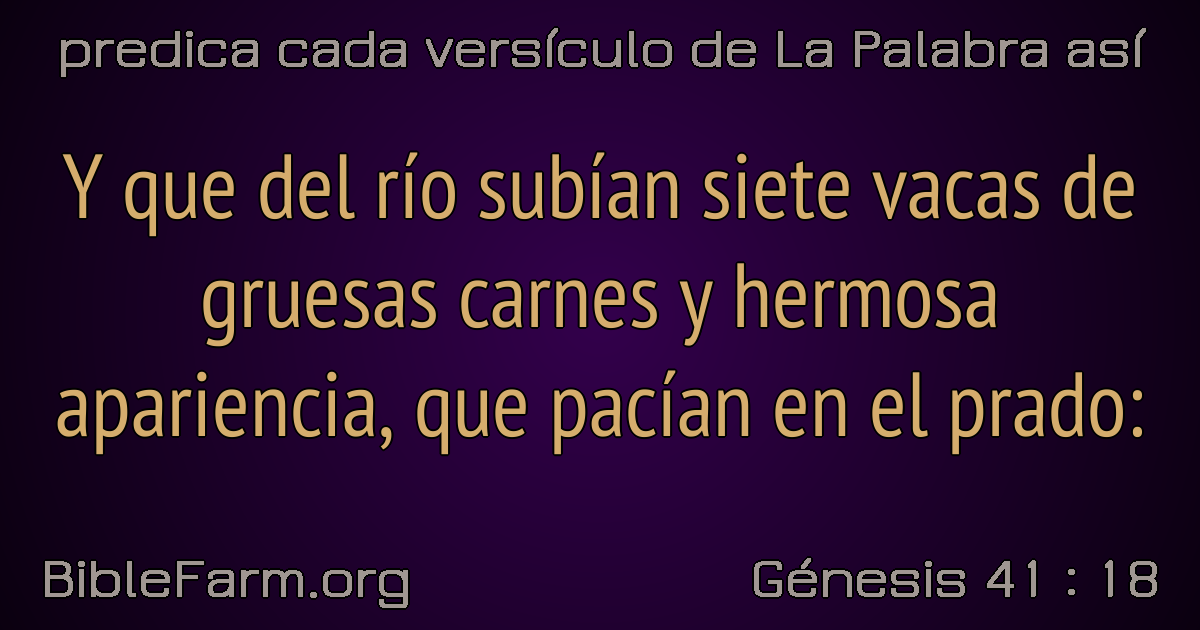 predica cada versículo de La Palabra así
Y que del río subían siete vacas de
gruesas carnes y hermosa
apariencia, que pacían en el prado:
BibleFarm.org
Génesis 41 : 18